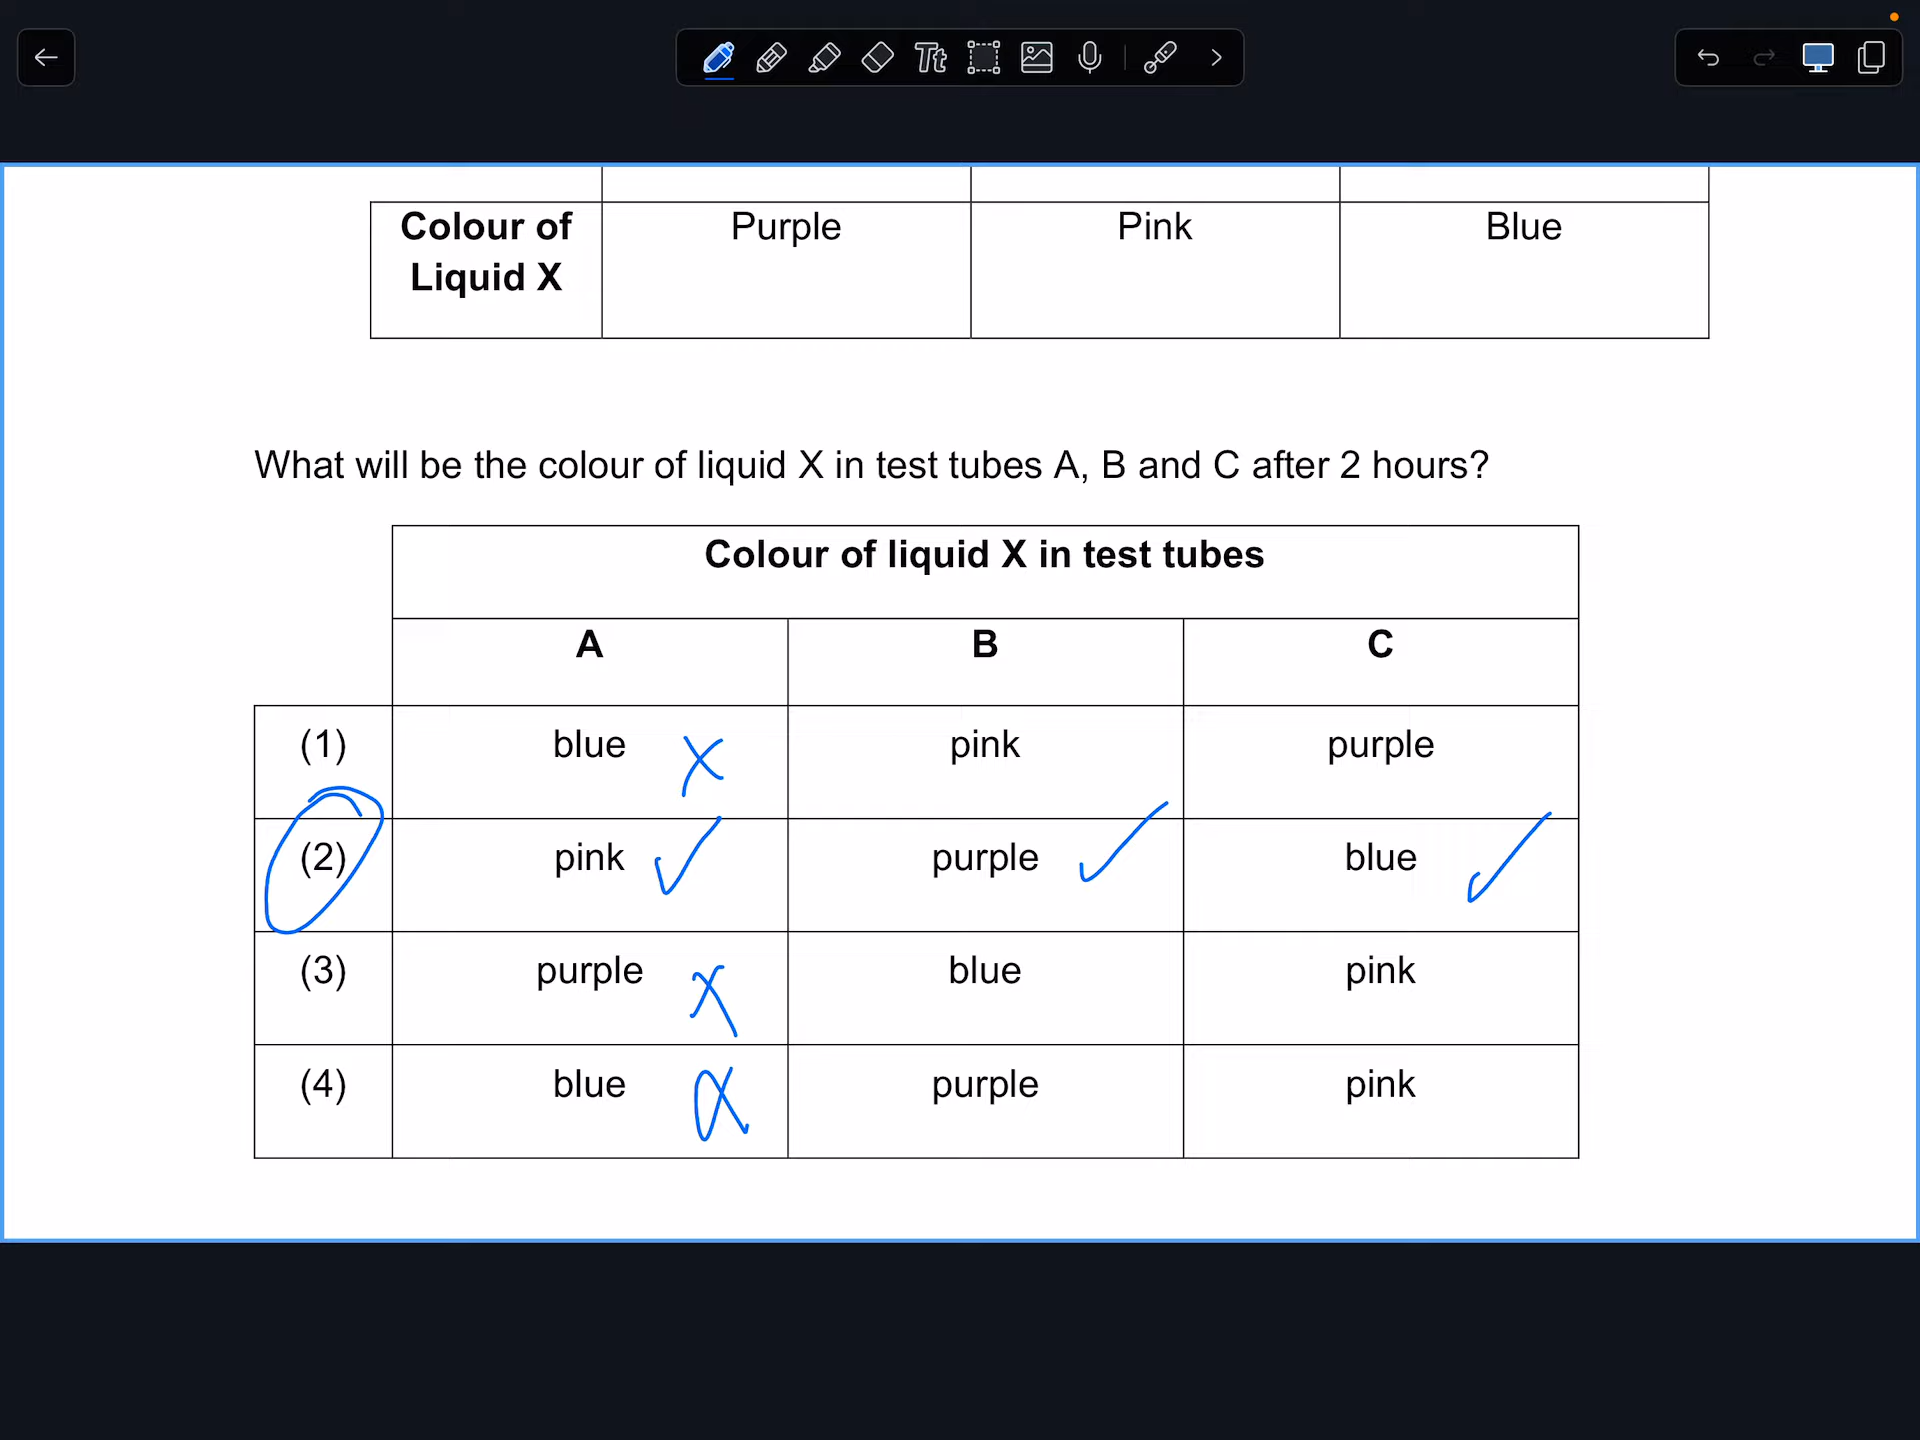 Tt
Colour of Purple Pink Blue
Liquid X
What will be the colour of liquid X in test tubes A, B and C after 2 hours?
Colour of liquid X in test tubes
A B C
(1) blue x pink purple
(2) pink ✓ purple ✓ blue ✓
(3) purple x blue pink
(4) blue x purple pink